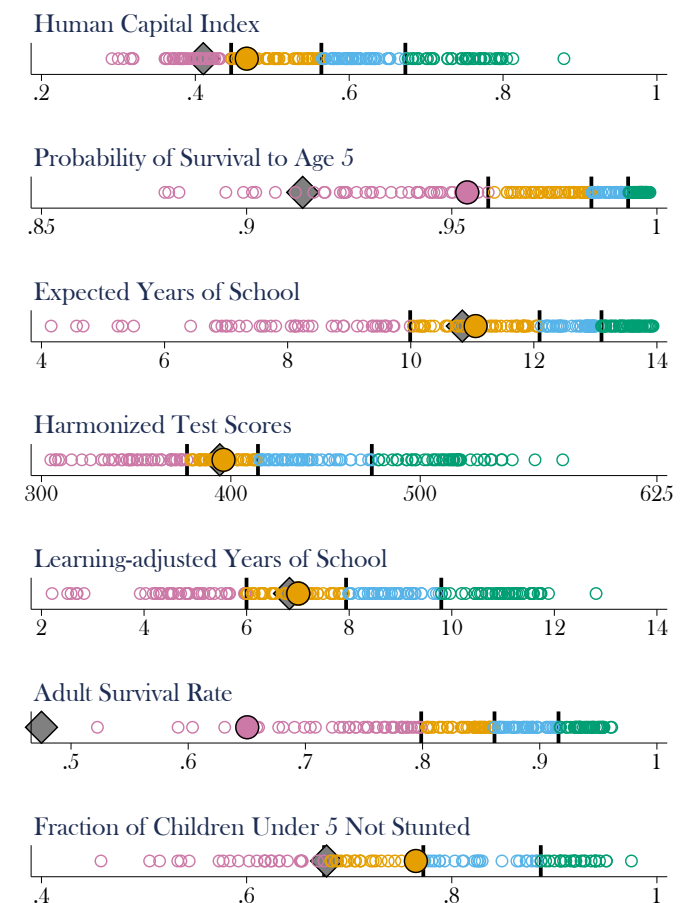 Human Capital Index
.2 .4 .6 .8 1
Probability of Survival to Age 5
.85 .9 .95 1
Expected Years of School
4 6 8 10 12 14
Harmonized Test Scores
300 400 500 625
Learning-adjusted Years of School
2 4 6 8 10 12 14
Adult Survival Rate
.5 .6 .7 .8 .9 1
Fraction of Children Under 5 Not Stunted
.4 .6 .8 1